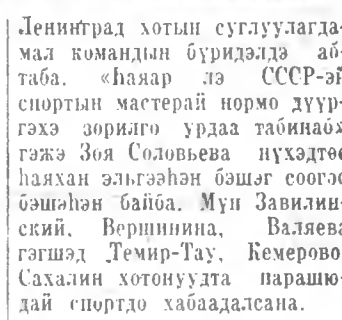 Ленинград хотын суглуулагда-
мал командын бүридэлдэ аб-
таба. «Һаяар лэ СССР-эй
спортын мастерай нормо дүүр-
гэхэ зорилго урдаа табинабх
гэжэ Зоя Соловьева нүхэдтөө
һаяхан эльгээһэн бэшэг соогоо
бэшэһэн байба. Мүн Завилин-
ский, Вершинина, Валяева
гэгшэд Темир-Тау, Кемерово,
Сахалин хотонуудта парашю-
дай спортдо хабаадалсана.